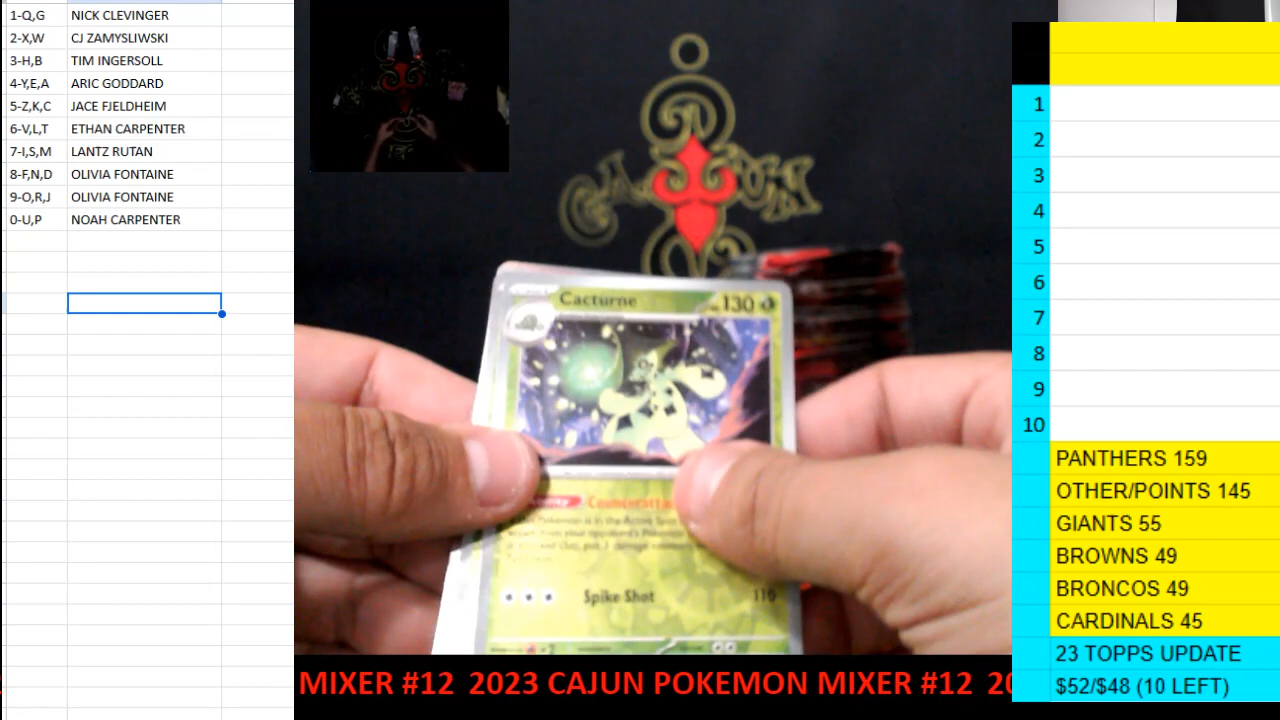 1-Q,G NICK CLEVINGER
2-X,W CJ ZAMYSLIWSKI
3-H,B TIM INGERSOLL
4-Y,E,A ARIC GODDARD
5-Z,K,C JACE FJELDHEIM
6-V,L,T ETHAN CARPENTER
7-I,S,M LANTZ RUTAN
8-F,N,D OLIVIA FONTAINE
9-O,R,J OLIVIA FONTAINE
0-U,P NOAH CARPENTER
Cacturne 130
Spike Shot 110
MIXER #12 2023 CAJUN POKEMON MIXER #12 20
1
2
3
4
5
6
7
8
9
10
PANTHERS 159
OTHER/POINTS 145
GIANTS 55
BROWNS 49
BRONCOS 49
CARDINALS 45
23 TOPPS UPDATE
$52/$48 (10 LEFT)